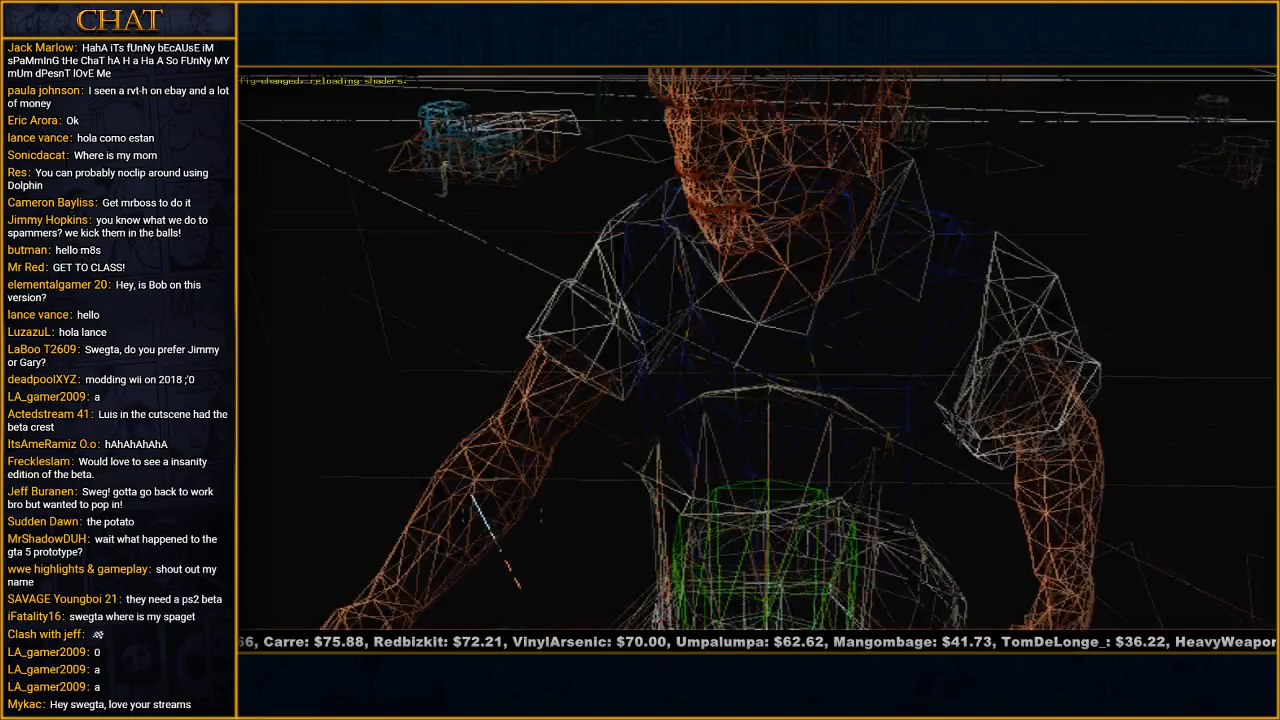 CHAT
Jack Marlow: HahA iTs fUnNy bEcAUsE iM
sPaMmInG tHe ChaT hA H a Ha A So FUnNy MY
mUm dPesnT lOvE Me
paula johnson: I seen a rvt-h on ebay and a lot
of money
Eric Arora: Ok
lance vance: hola como estan
Sonicdacat: Where is my mom
Res: You can probably noclip around using
Dolphin
Cameron Bayliss: Get mrboss to do it
Jimmy Hopkins: you know what we do to
spammers? we kick them in the balls!
butman: hello m8s
Mr Red: GET TO CLASS!
elementalgamer 20: Hey, is Bob on this
version?
lance vance: hello
LuzazuL: hola lance
LaBoo T2609: Swegta, do you prefer Jimmy
or Gary?
deadpoolXYZ: modding wii on 2018 ;'0
LA_gamer2009: a
Actedstream 41: Luis in the cutscene had the
beta crest
ItsAmeRamiz O.o: hAhAhAhAhA
Freckleslam: Would love to see a insanity
edition of the beta.
Jeff Buranen: Sweg! gotta go back to work
bro but wanted to pop in!
Sudden Dawn: the potato
MrShadowDUH: wait what happened to the
gta 5 prototype?
wwe highlights & gameplay: shout out my
name
SAVAGE Youngboi 21: they need a ps2 beta
iFatality16: swegta where is my spaget
Clash with jeff:
LA_gamer2009: 0
LA_gamer2009: a
LA_gamer2009: a
Mykac: Hey swegta, love your streams
fig changed, reloading shaders.
66, Carre: $75.88, Redbizkit: $72.21, VinylArsenic: $70.00, Umpalumpa: $62.62, Mangombage: $41.73, TomDeLonge_: $36.22, HeavyWeapon